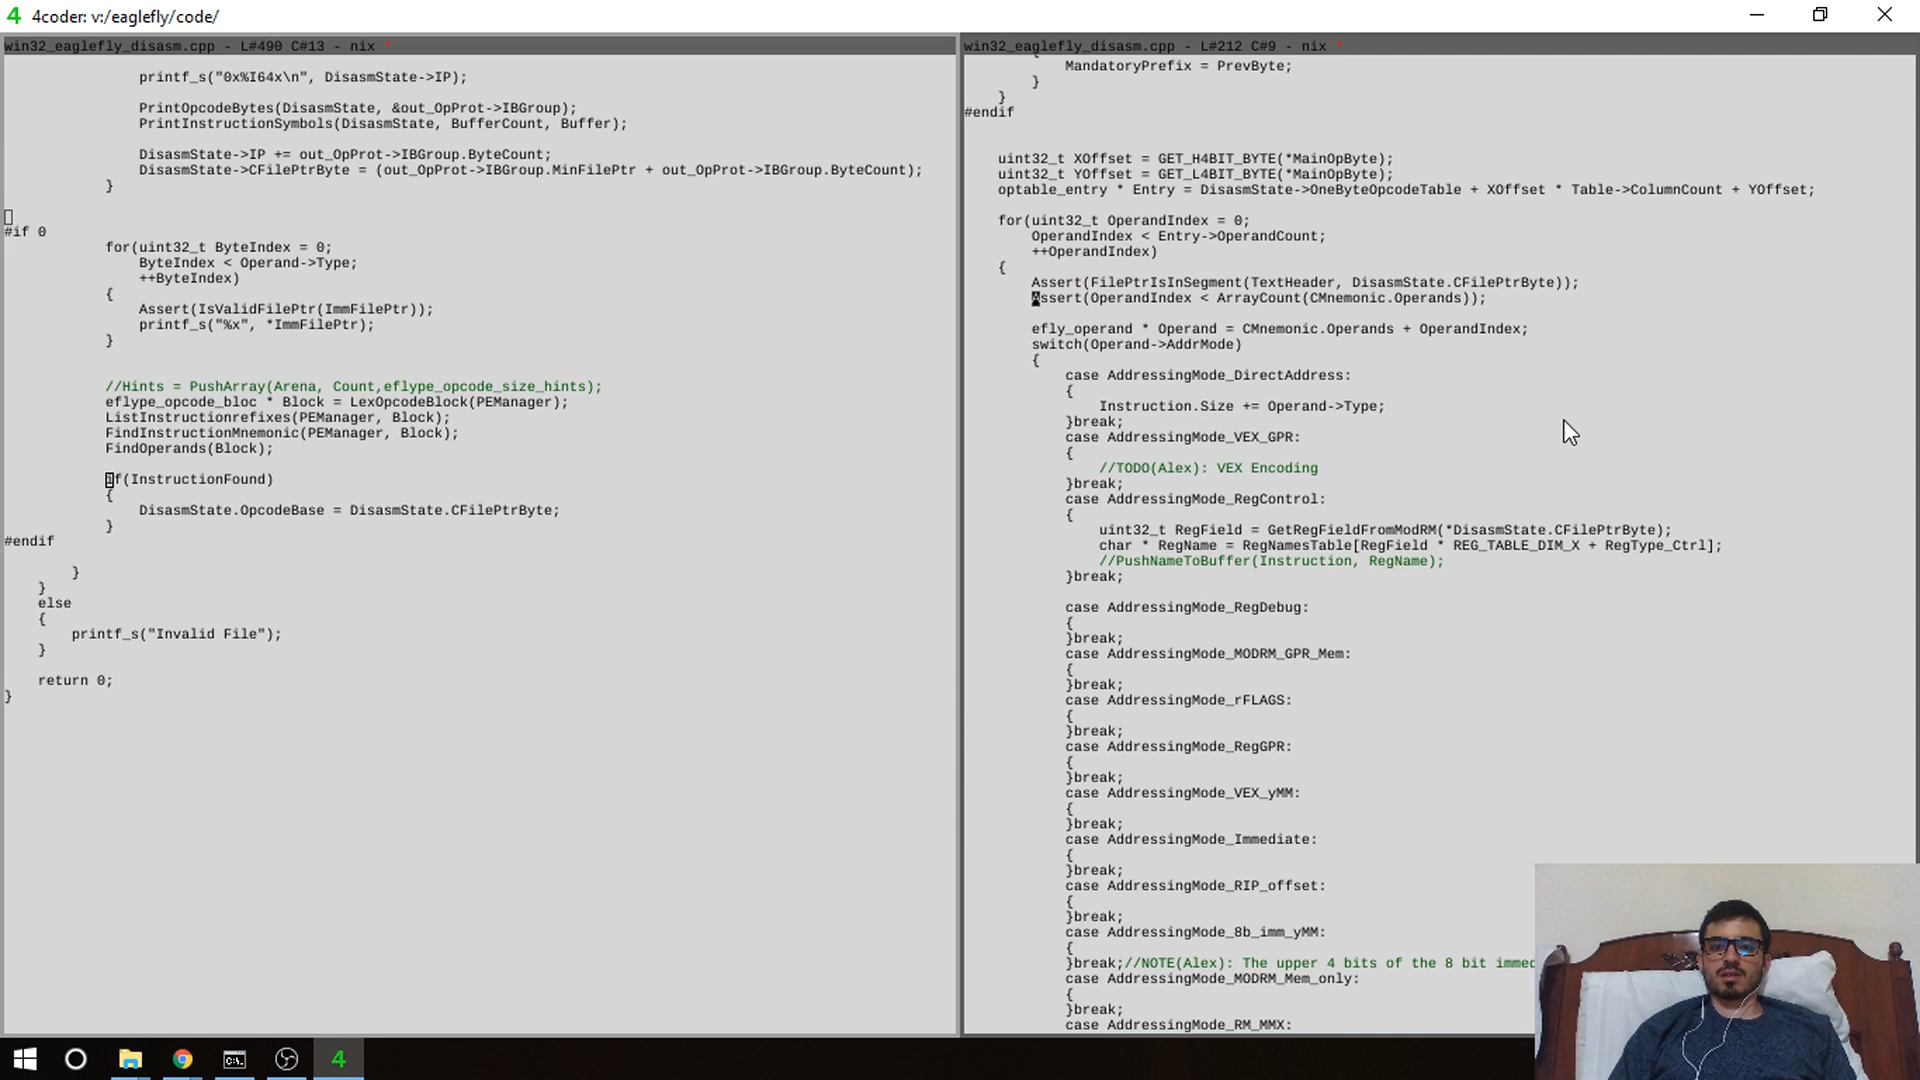 4 4coder: v:/eaglefly/code/
win32_eaglefly_disasm.cpp - L#490 C#13 - nix *
printf_s("0x%I64x\n", DisasmState->IP);
PrintOpcodeBytes(DisasmState, &out_OpProt->IBGroup);
PrintInstructionSymbols(DisasmState, BufferCount, Buffer);
DisasmState->IP += out_OpProt->IBGroup.ByteCount;
DisasmState->CFilePtrByte = (out_OpProt->IBGroup.MinFilePtr + out_OpProt->IBGroup.ByteCount);
}
#if 0
for(uint32_t ByteIndex = 0;
ByteIndex < Operand->Type;
++ByteIndex)
{
Assert(IsValidFilePtr(ImmFilePtr));
printf_s("%x", *ImmFilePtr);
}
//Hints = PushArray(Arena, Count,eflype_opcode_size_hints);
eflype_opcode_bloc * Block = LexOpcodeBlock(PEManager);
ListInstructionrefixes(PEManager, Block);
FindInstructionMnemonic(PEManager, Block);
FindOperands(Block);
if(InstructionFound)
{
DisasmState.OpcodeBase = DisasmState.CFilePtrByte;
}
#endif
}
}
else
{
printf_s("Invalid File");
}
return 0;
}
win32_eaglefly_disasm.cpp - L#212 C#9 - nix *
{
MandatoryPrefix = PrevByte;
}
}
#endif
uint32_t XOffset = GET_H4BIT_BYTE(*MainOpByte);
uint32_t YOffset = GET_L4BIT_BYTE(*MainOpByte);
optable_entry * Entry = DisasmState->OneByteOpcodeTable + XOffset * Table->ColumnCount + YOffset;
for(uint32_t OperandIndex = 0;
OperandIndex < Entry->OperandCount;
++OperandIndex)
{
Assert(FilePtrIsInSegment(TextHeader, DisasmState.CFilePtrByte));
Assert(OperandIndex < ArrayCount(CMnemonic.Operands));
efly_operand * Operand = CMnemonic.Operands + OperandIndex;
switch(Operand->AddrMode)
{
case AddressingMode_DirectAddress:
{
Instruction.Size += Operand->Type;
}break;
case AddressingMode_VEX_GPR:
{
//TODO(Alex): VEX Encoding
}break;
case AddressingMode_RegControl:
{
uint32_t RegField = GetRegFieldFromModRM(*DisasmState.CFilePtrByte);
char * RegName = RegNamesTable[RegField * REG_TABLE_DIM_X + RegType_Ctrl];
//PushNameToBuffer(Instruction, RegName);
}break;
case AddressingMode_RegDebug:
{
}break;
case AddressingMode_MODRM_GPR_Mem:
{
}break;
case AddressingMode_rFLAGS:
{
}break;
case AddressingMode_RegGPR:
{
}break;
case AddressingMode_VEX_yMM:
{
}break;
case AddressingMode_Immediate:
{
}break;
case AddressingMode_RIP_offset:
{
}break;
case AddressingMode_8b_imm_yMM:
{
}break;//NOTE(Alex): The upper 4 bits of the 8 bit immed
case AddressingMode_MODRM_Mem_only:
{
}break;
case AddressingMode_RM_MMX:
4